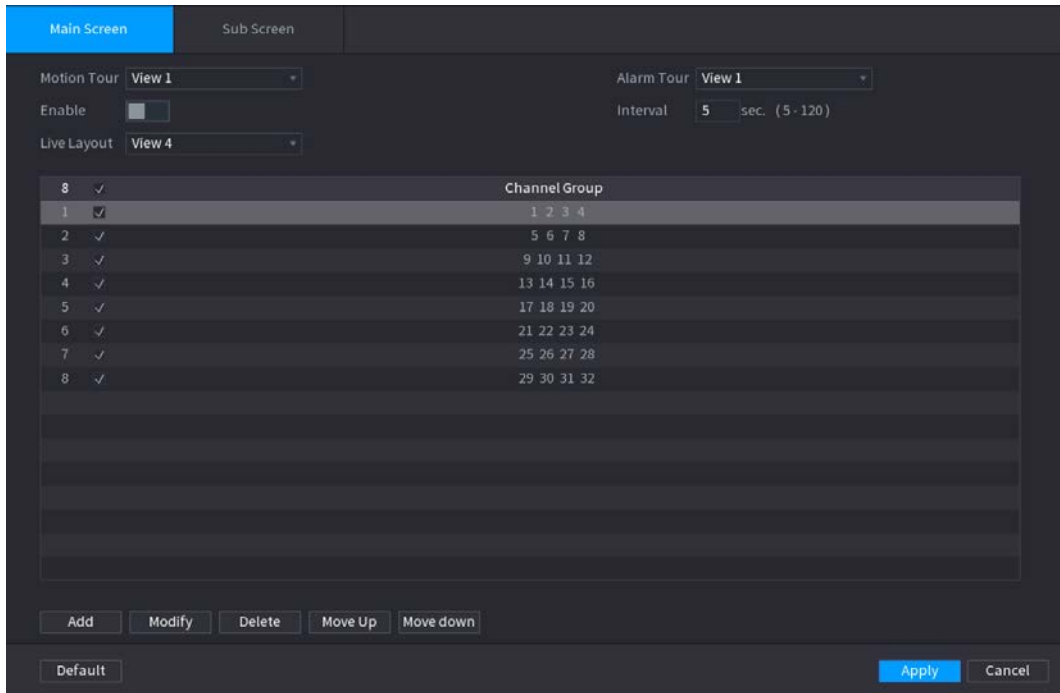 Main Screen Sub Screen
Motion Tour View 1 Alarm Tour View 1
Enable Interval 5 sec. (5-120)
Live Layout View 4
8 Channel Group
1 1 2 3 4
2 5 6 7 8
3 9 10 11 12
4 13 14 15 16
5 17 18 19 20
6 21 22 23 24
7 25 26 27 28
8 29 30 31 32
Add Modify Delete Move Up Move down
Default Apply Cancel